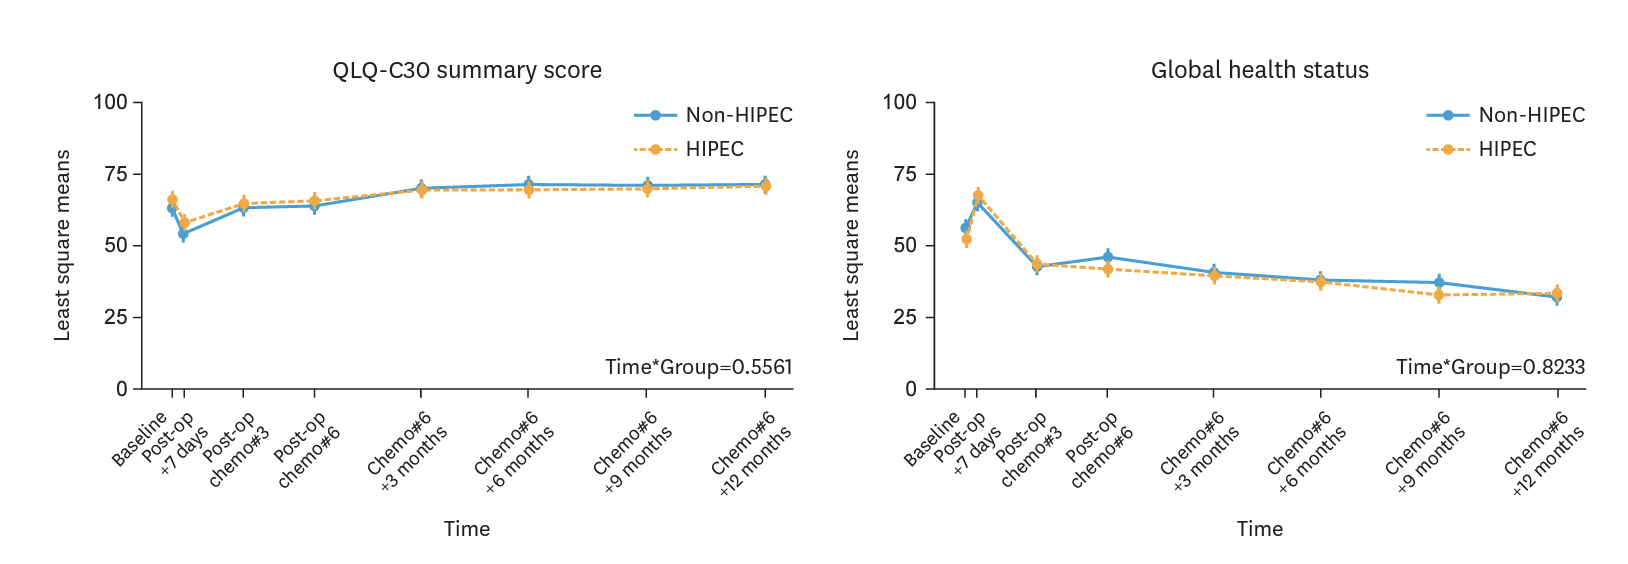 QLQ-C30 summary score
100
75
50
25
0
Least square means
Non-HIPEC
HIPEC
Time*Group=0.5561
Baseline
Post-op
+7 days
Post-op
chemo#3
Post-op
chemo#6
Chemo#6
+3 months
Chemo#6
+6 months
Chemo#6
+9 months
Chemo#6
+12 months
Time
Global health status
100
75
50
25
0
Least square means
Non-HIPEC
HIPEC
Time*Group=0.8233
Baseline
Post-op
+7 days
Post-op
chemo#3
Post-op
chemo#6
Chemo#6
+3 months
Chemo#6
+6 months
Chemo#6
+9 months
Chemo#6
+12 months
Time